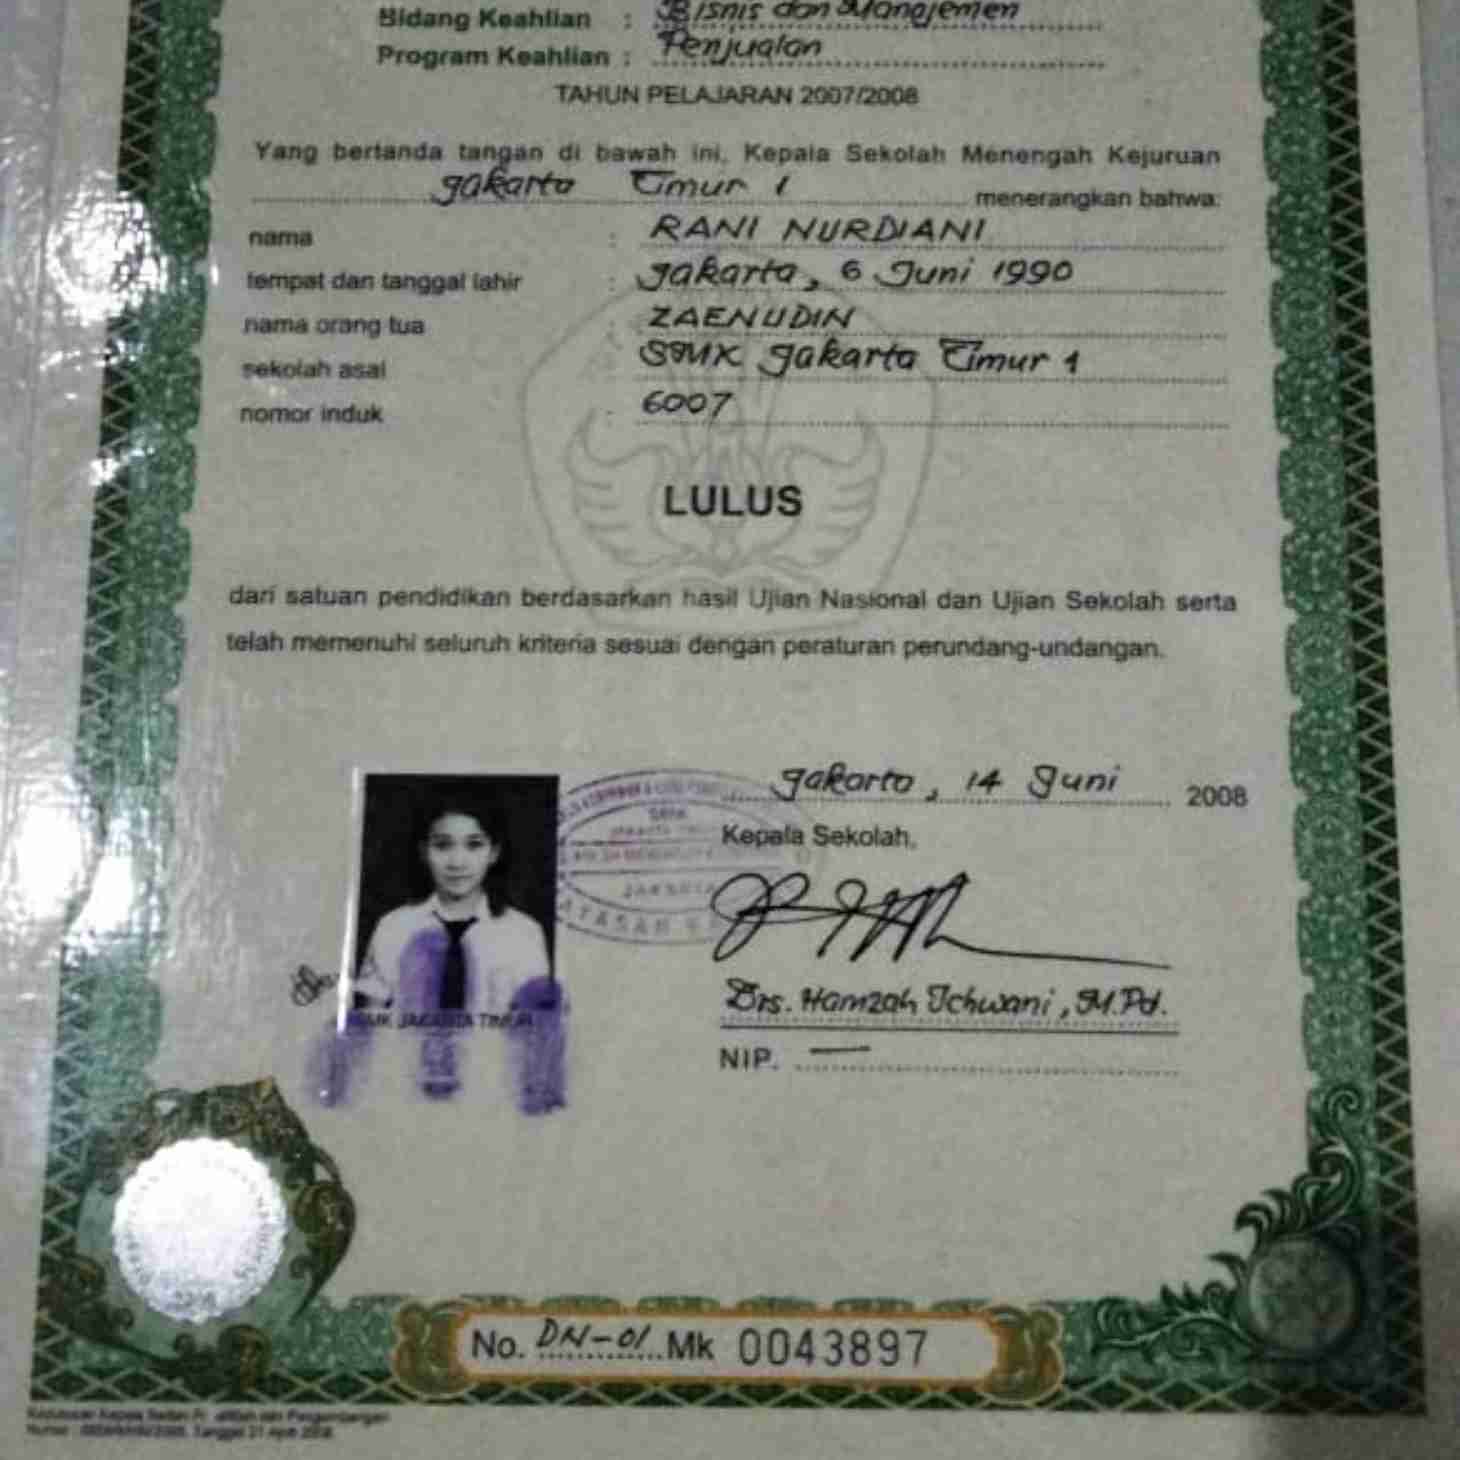 Bidang Keahlian : Bisnis dan Manajemen
Program Keahlian : Penjualan
TAHUN PELAJARAN 2007/2008
Yang bertanda tangan di bawah ini, Kepala Sekolah Menengah Kejuruan
Jakarta Timur 1 menerangkan bahwa:
nama : RANI NURDIANI
tempat dan tanggal lahir : Jakarta, 6 Juni 1990
nama orang tua : ZAENUDIN
sekolah asal : SMK Jakarta Timur 1
nomor induk : 6007
LULUS
dari satuan pendidikan berdasarkan hasil Ujian Nasional dan Ujian Sekolah serta
telah memenuhi seluruh kriteria sesuai dengan peraturan perundang-undangan.
Jakarta, 14 Juni 2008
Kepala Sekolah,
JAKARTA
Drs. Hamzah Ichwani, M.Pd.
SMK JAKARTA TIMUR
NIP. —
No. DN-01 Mk 0043897